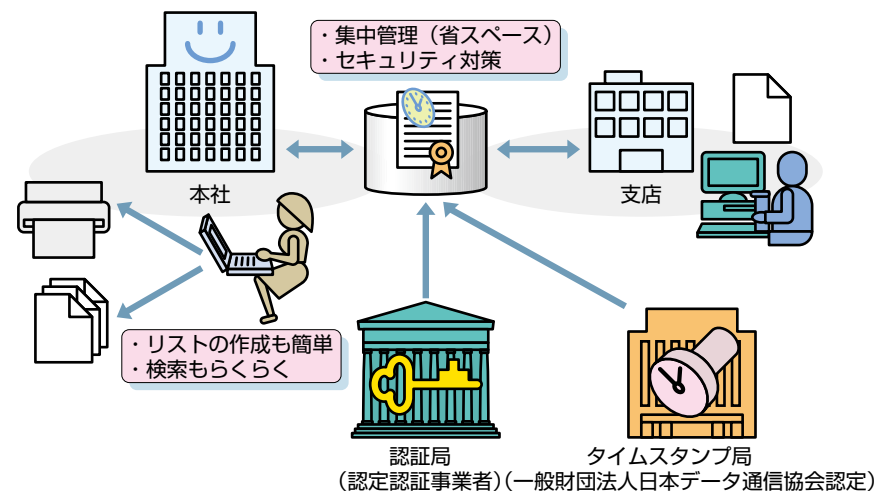 ・集中管理（省スペース）
・セキュリティ対策
本社
支店
・リストの作成も簡単
・検索もらくらく
認証局
（認定認証事業者）
タイムスタンプ局
（一般財団法人日本データ通信協会認定）